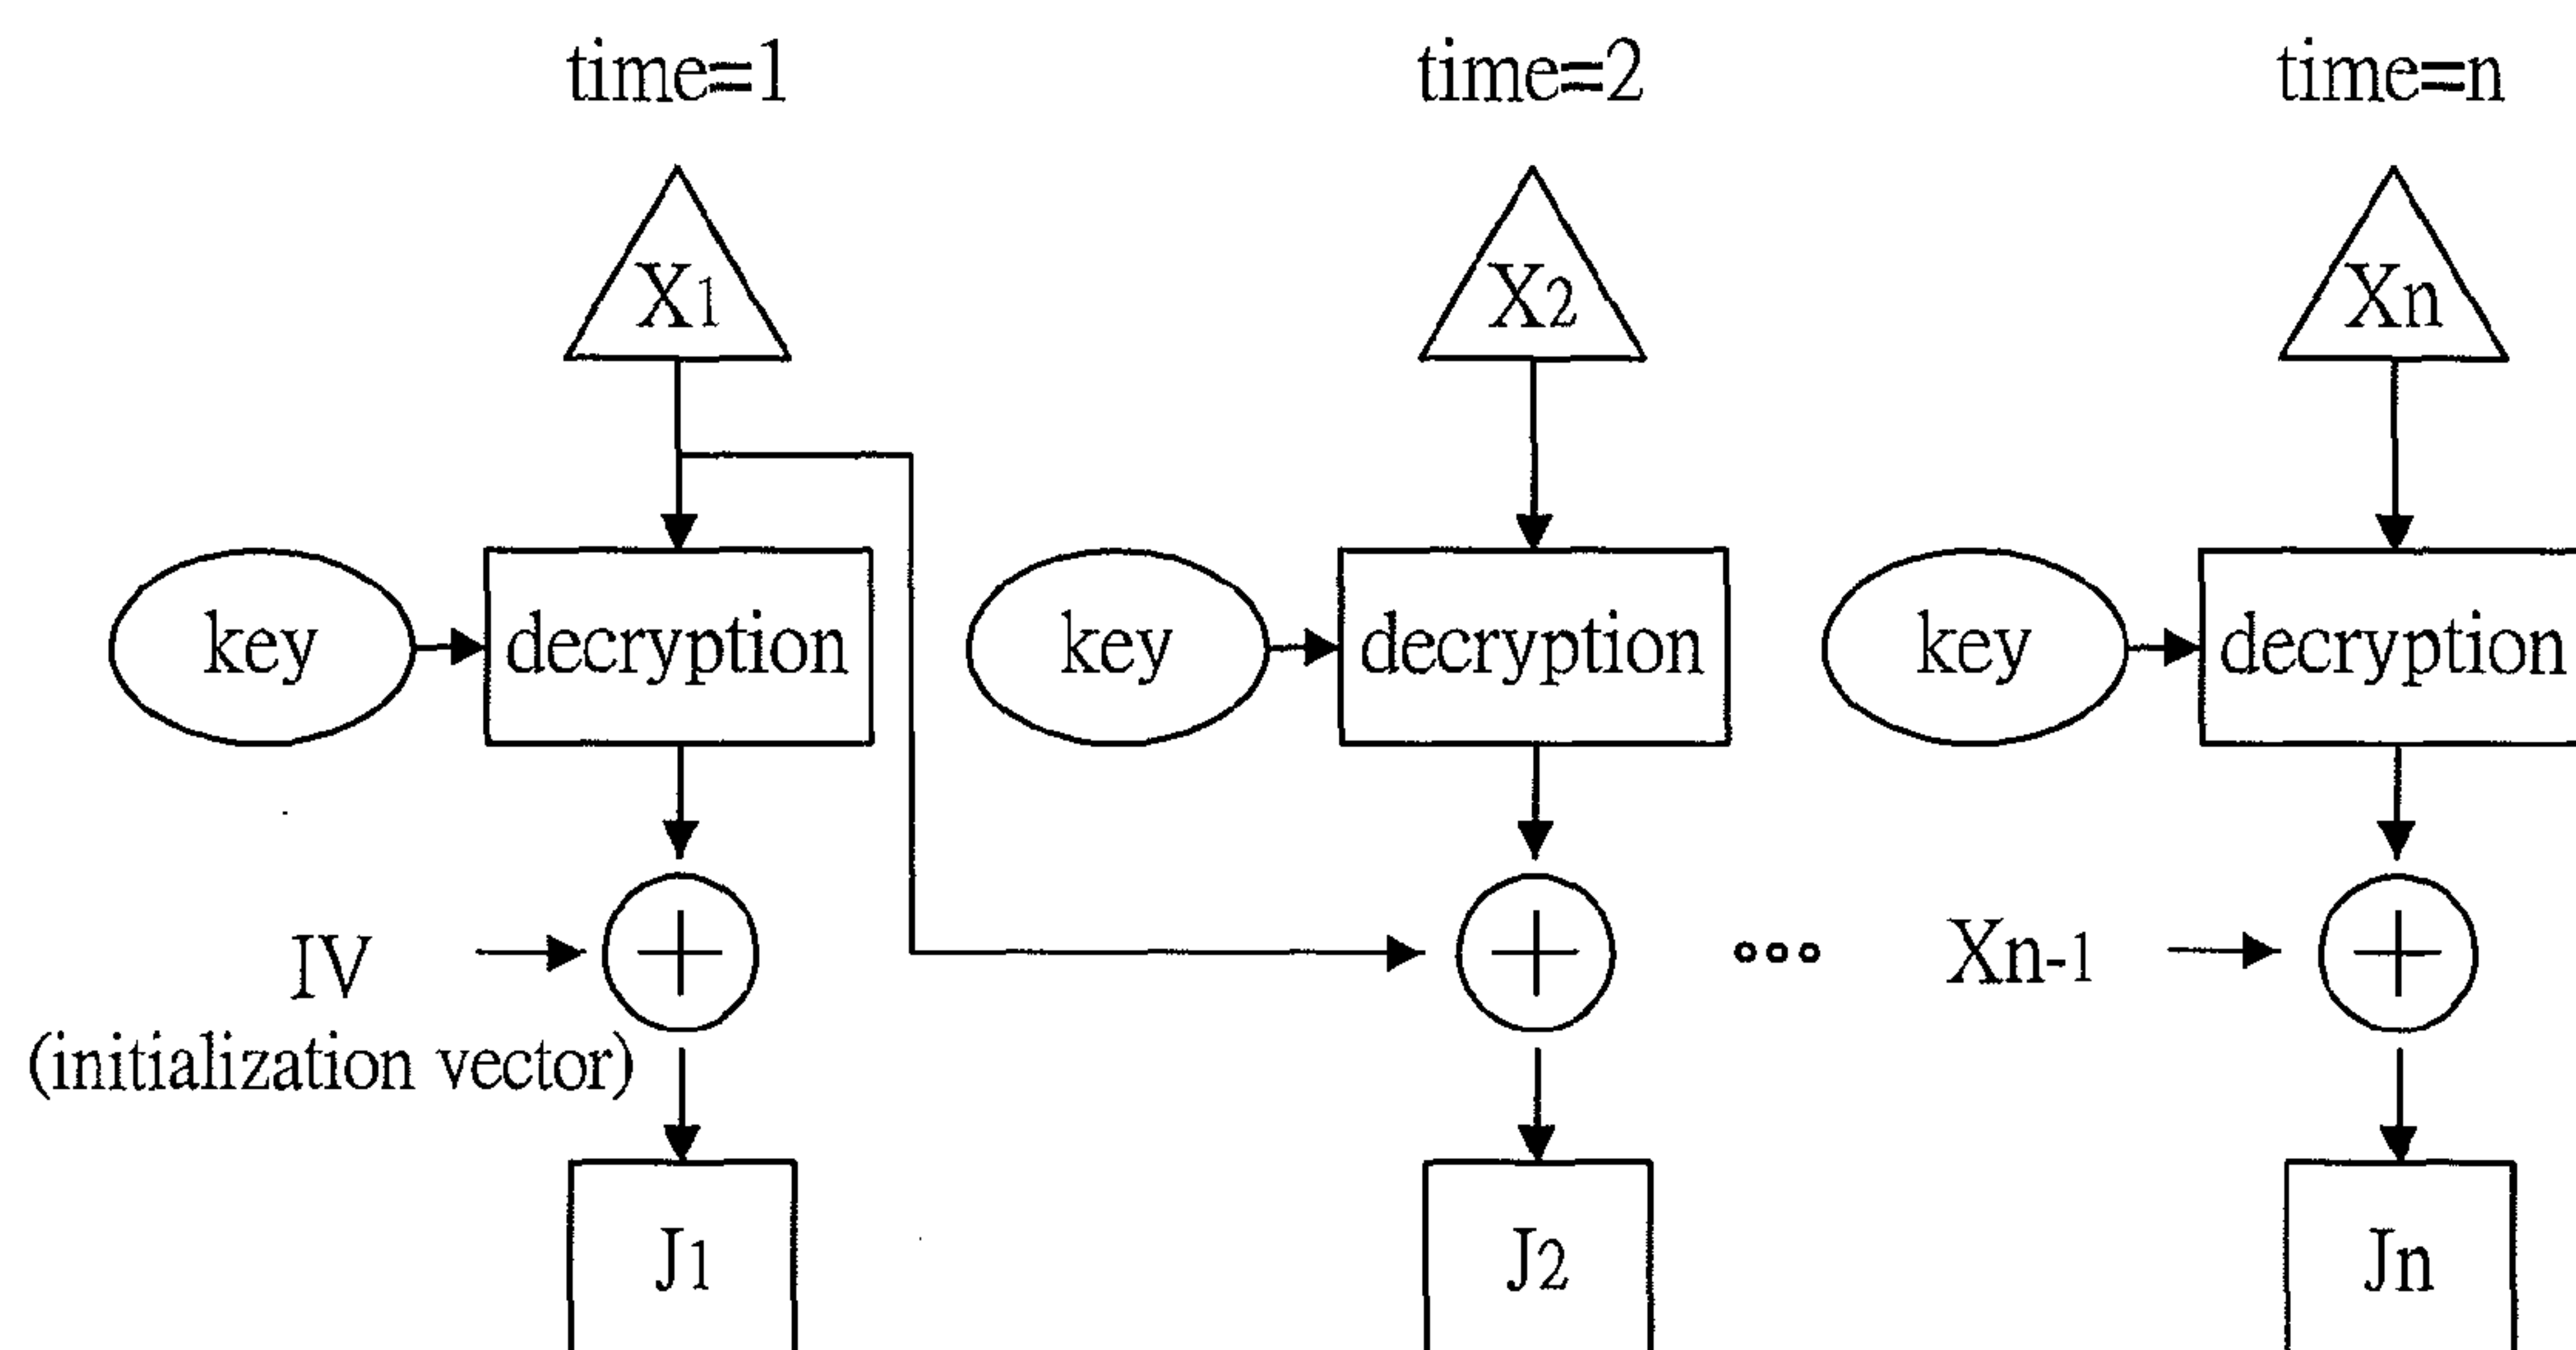 time=1 time=2 time=n
X1 X2 Xn
key decryption key decryption key decryption
IV Xn-1
(initialization vector)
J1 J2 Jn